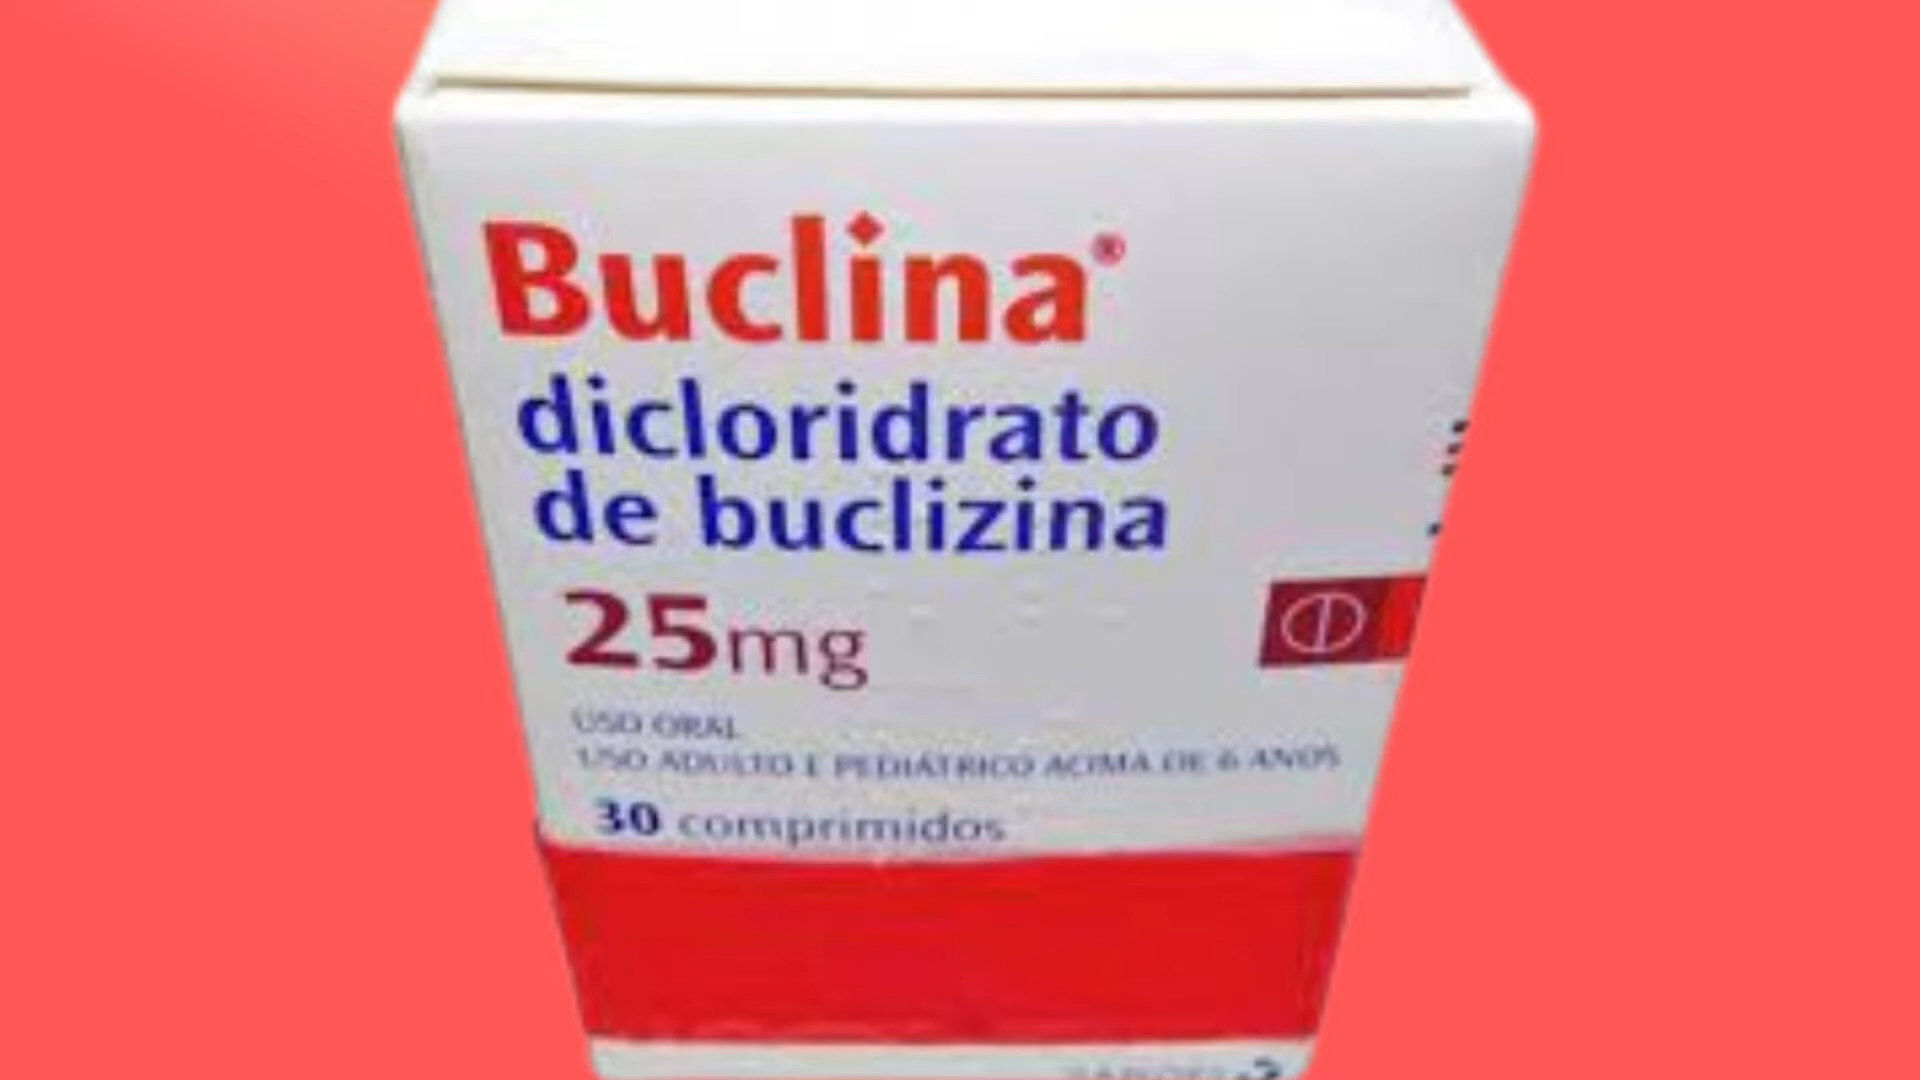 Buclina®
dicloridrato
de buclizina
25mg
USO ORAL
USO ADULTO E PEDIÁTRICO ACIMA DE 6 ANOS
30 comprimidos